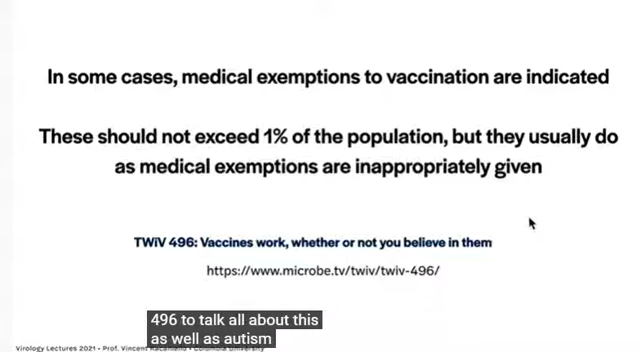 In some cases, medical exemptions to vaccination are indicated
These should not exceed 1% of the population, but they usually do
as medical exemptions are inappropriately given
TWiV 496: Vaccines work, whether or not you believe in them
https://www.microbe.tv/twiv/twiv-496/
496 to talk all about this
as well as autism
Virology Lectures 2021 • Prof. Vincent